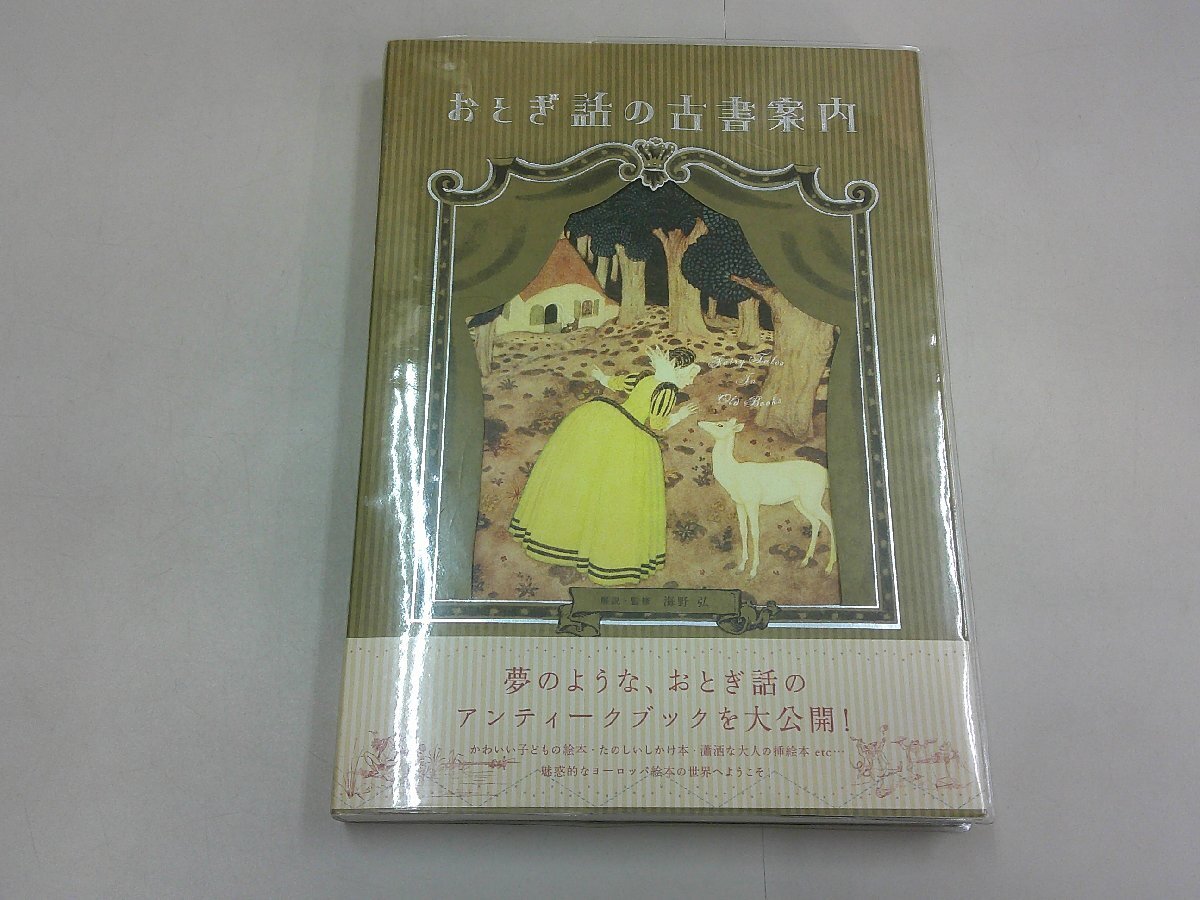 おとぎ話の古書案内
Fairy Tales
In
Old Books
解説・監修 海野 弘
夢のような、おとぎ話の
アンティークブックを大公開!
かわいい子どもの絵本・たのしいしかけ本・瀟洒な大人の挿絵本 etc…
魅惑的なヨーロッパ絵本の世界へようこそ。